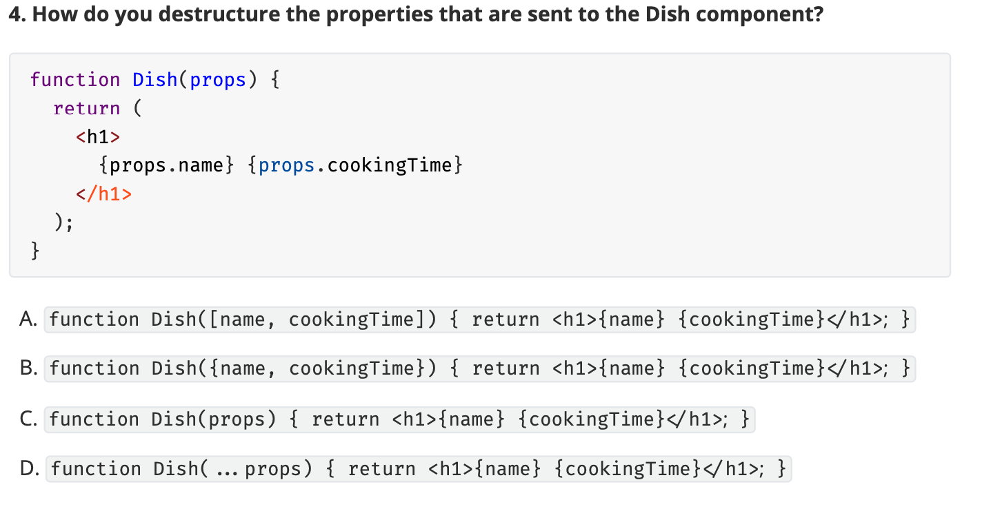 4. How do you destructure the properties that are sent to the Dish component?
function Dish(props) {
  return (
    <h1>
      {props.name} {props.cookingTime}
    </h1>
  );
}
A. function Dish([name, cookingTime]) { return <h1>{name} {cookingTime}</h1>; }
B. function Dish({name, cookingTime}) { return <h1>{name} {cookingTime}</h1>; }
C. function Dish(props) { return <h1>{name} {cookingTime}</h1>; }
D. function Dish(...props) { return <h1>{name} {cookingTime}</h1>; }